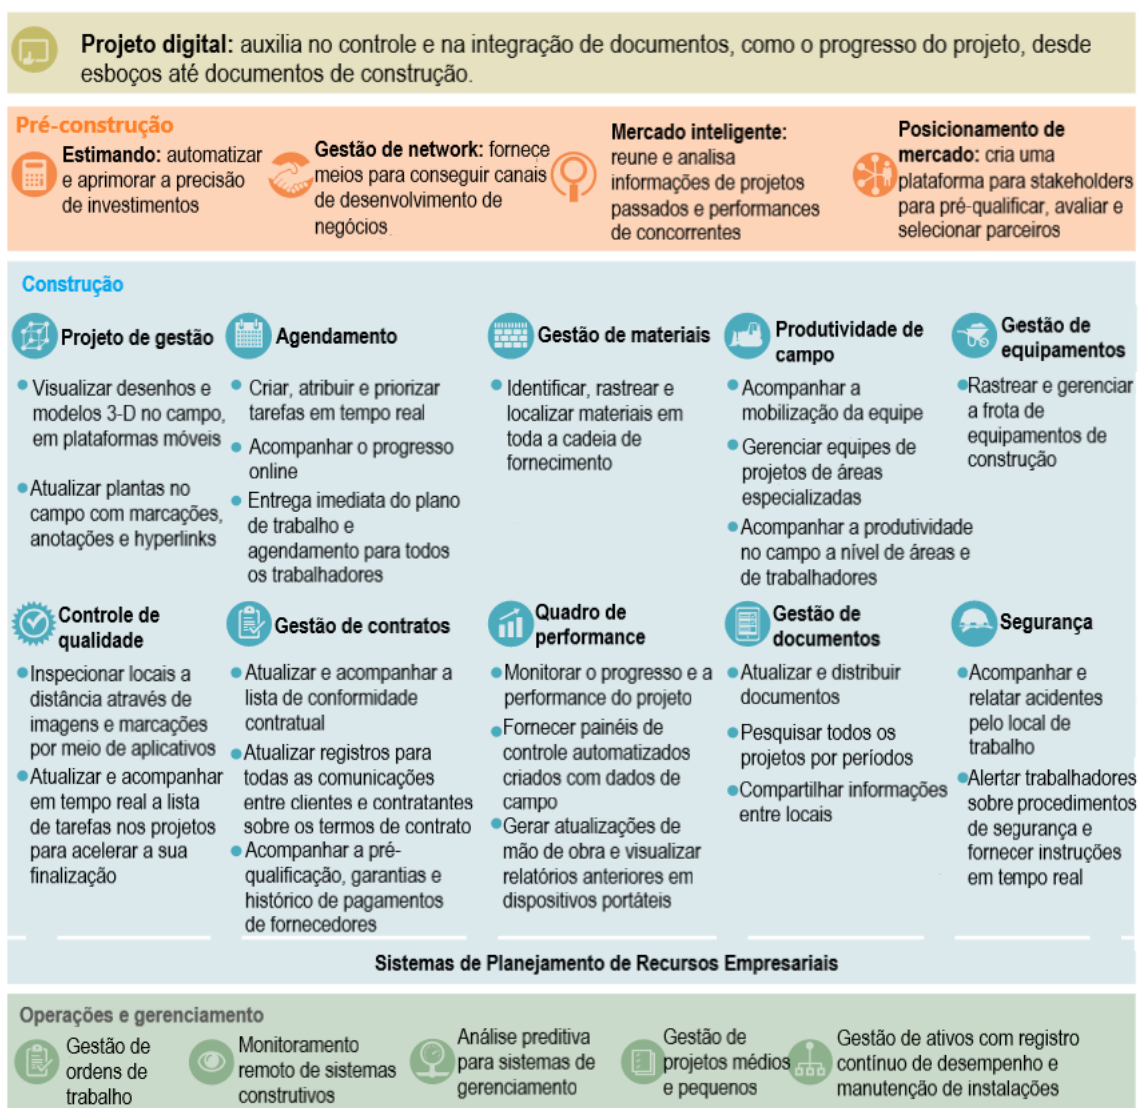 Projeto digital: auxilia no controle e na integração de documentos, como o progresso do projeto, desde
esboços até documentos de construção.
Pré-construção
Estimando: automatizar
e aprimorar a precisão
de investimentos
Gestão de network: fornece
meios para conseguir canais
de desenvolvimento de
negócios
Mercado inteligente:
reune e analisa
informações de projetos
passados e performances
de concorrentes
Posicionamento de
mercado: cria uma
plataforma para stakeholders
para pré-qualificar, avaliar e
selecionar parceiros
Construção
Projeto de gestão
• Visualizar desenhos e
modelos 3-D no campo,
em plataformas móveis
• Atualizar plantas no
campo com marcações,
anotações e hyperlinks
Agendamento
• Criar, atribuir e priorizar
tarefas em tempo real
• Acompanhar o progresso
online
• Entrega imediata do plano
de trabalho e
agendamento para todos
os trabalhadores
Gestão de materiais
• Identificar, rastrear e
localizar materiais em
toda a cadeia de
fornecimento
Produtividade de
campo
• Acompanhar a
mobilização da equipe
• Gerenciar equipes de
projetos de áreas
especializadas
• Acompanhar a produtividade
no campo a nível de áreas e
de trabalhadores
Gestão de
equipamentos
• Rastrear e gerenciar
a frota de
equipamentos de
construção
Controle de
qualidade
• Inspecionar locais a
distância através de
imagens e marcações
por meio de aplicativos
• Atualizar e acompanhar
em tempo real a lista
de tarefas nos projetos
para acelerar a sua
finalização
Gestão de contratos
• Atualizar e acompanhar a
lista de conformidade
contratual
• Atualizar registros para
todas as comunicações
entre clientes e contratantes
sobre os termos de contrato
• Acompanhar a pré-
qualificação, garantias e
histórico de pagamentos
de fornecedores
Quadro de
performance
• Monitorar o progresso e a
performance do projeto
• Fornecer painéis de
controle automatizados
criados com dados de
campo
• Gerar atualizações de
mão de obra e visualizar
relatórios anteriores em
dispositivos portáteis
Gestão de
documentos
• Atualizar e distribuir
documentos
• Pesquisar todos os
projetos por períodos
• Compartilhar informações
entre locais
Segurança
• Acompanhar e
relatar acidentes
pelo local de
trabalho
• Alertar trabalhadores
sobre procedimentos
de segurança e
fornecer instruções
em tempo real
Sistemas de Planejamento de Recursos Empresariais
Operações e gerenciamento
Gestão de
ordens de
trabalho
Monitoramento
remoto de sistemas
construtivos
Análise preditiva
para sistemas de
gerenciamento
Gestão de
projetos médios
e pequenos
Gestão de ativos com registro
contínuo de desempenho e
manutenção de instalações